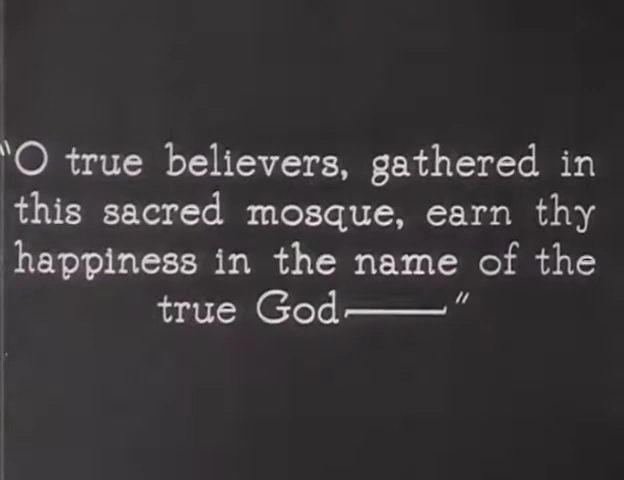 "O true believers, gathered in
this sacred mosque, earn thy
happiness in the name of the
true God——"